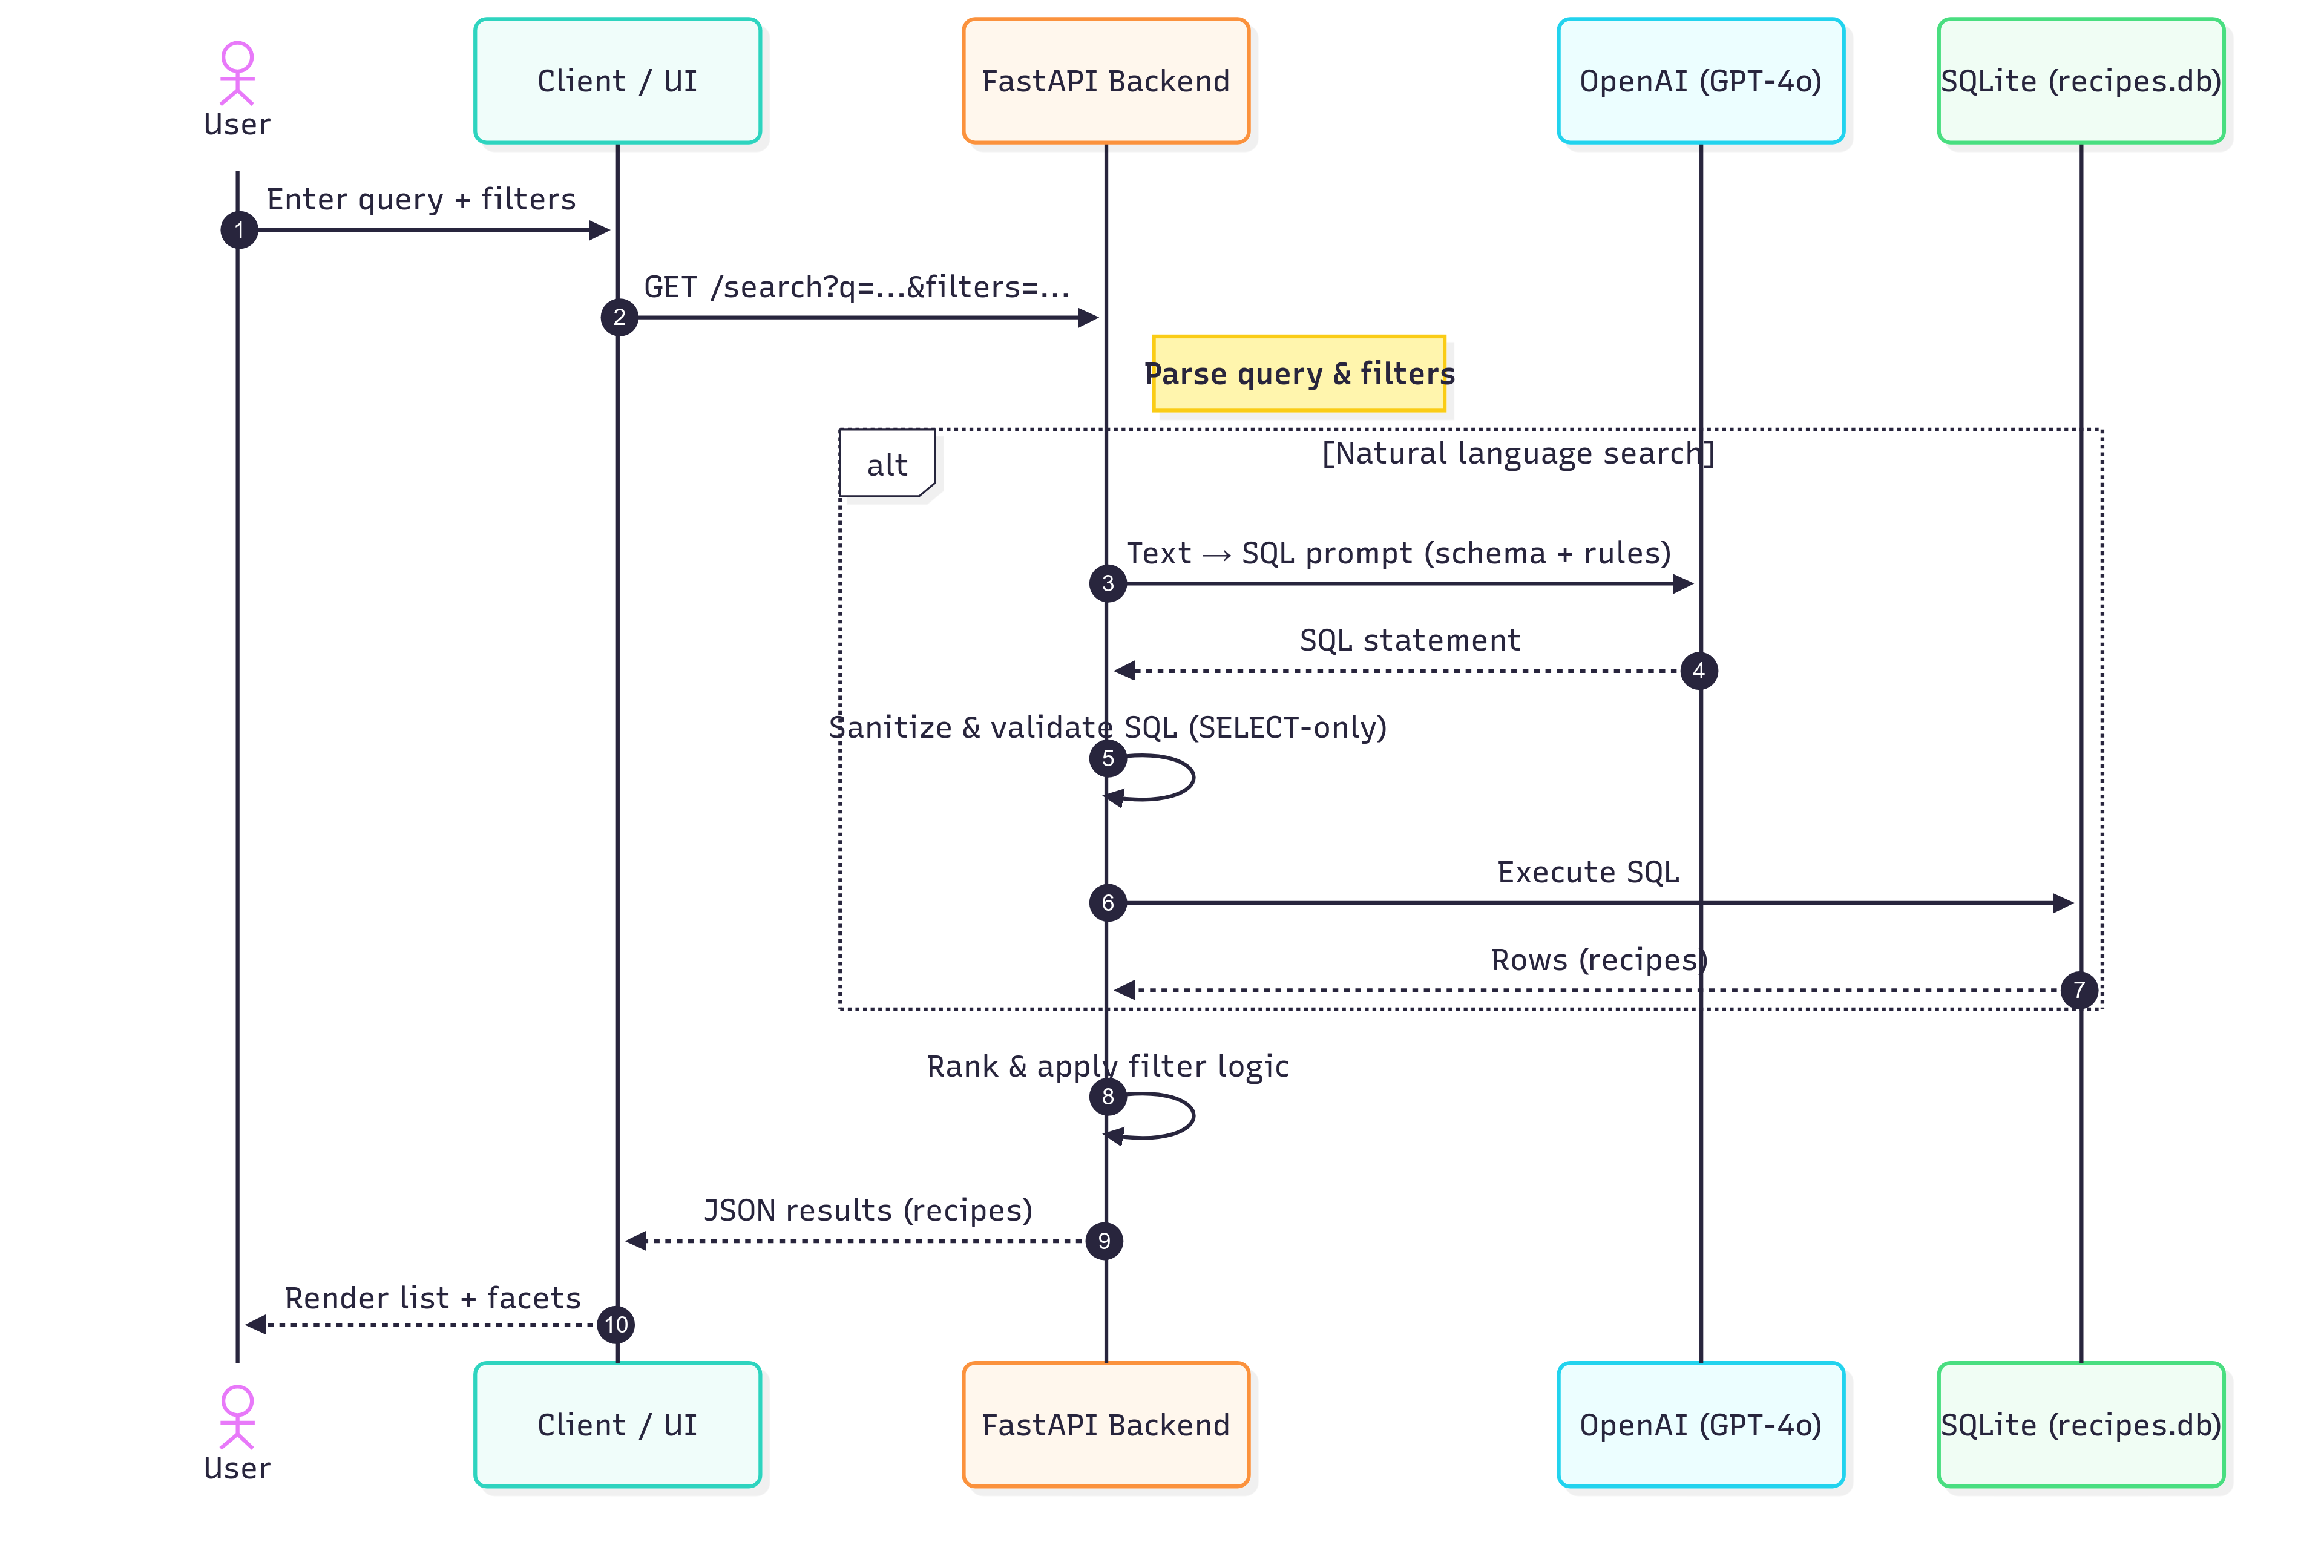 User
Client / UI
FastAPI Backend
OpenAI (GPT-4o)
SQLite (recipes.db)
Enter query + filters
1
GET /search?q=...&filters=...
2
Parse query & filters
alt
[Natural language search]
Text → SQL prompt (schema + rules)
3
SQL statement
4
Sanitize & validate SQL (SELECT-only)
5
Execute SQL
6
Rows (recipes)
7
Rank & apply filter logic
8
JSON results (recipes)
9
Render list + facets
10
User
Client / UI
FastAPI Backend
OpenAI (GPT-4o)
SQLite (recipes.db)